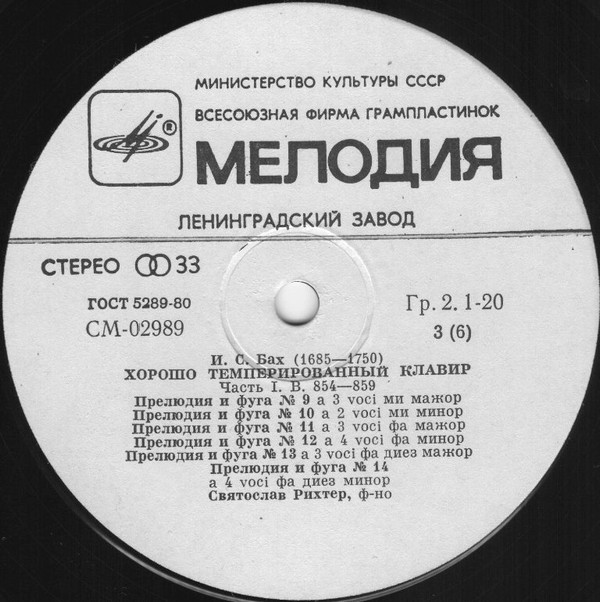 МИНИСТЕРСТВО КУЛЬТУРЫ СССР
ВСЕСОЮЗНАЯ ФИРМА ГРАМПЛАСТИНОК
®
МЕЛОДИЯ
ЛЕНИНГРАДСКИЙ ЗАВОД
СТЕРЕО 33
ГОСТ 5289-80
Гр. 2. 1-20
СМ-02989
3 (6)
И. С. Бах (1685—1750)
ХОРОШО ТЕМПЕРИРОВАННЫЙ КЛАВИР
Часть I. В. 854—859
Прелюдия и фуга № 9 а 3 voci ми мажор
Прелюдия и фуга № 10 а 2 voci ми минор
Прелюдия и фуга № 11 а 3 voci фа мажор
Прелюдия и фуга № 12 а 4 voci фа минор
Прелюдия и фуга № 13 а 3 voci фа диез мажор
Прелюдия и фуга № 14
а 4 voci фа диез минор
Святослав Рихтер, ф-но